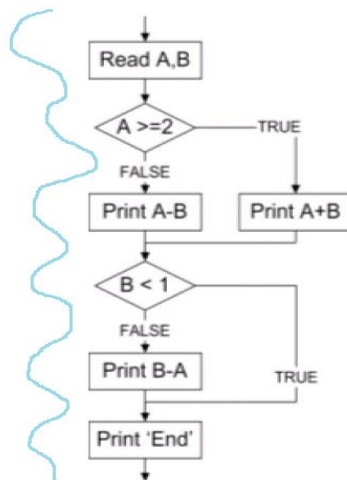 Read A,B
A >=2
TRUE
FALSE
Print A-B
Print A+B
B < 1
FALSE
Print B-A
TRUE
Print ‘End’